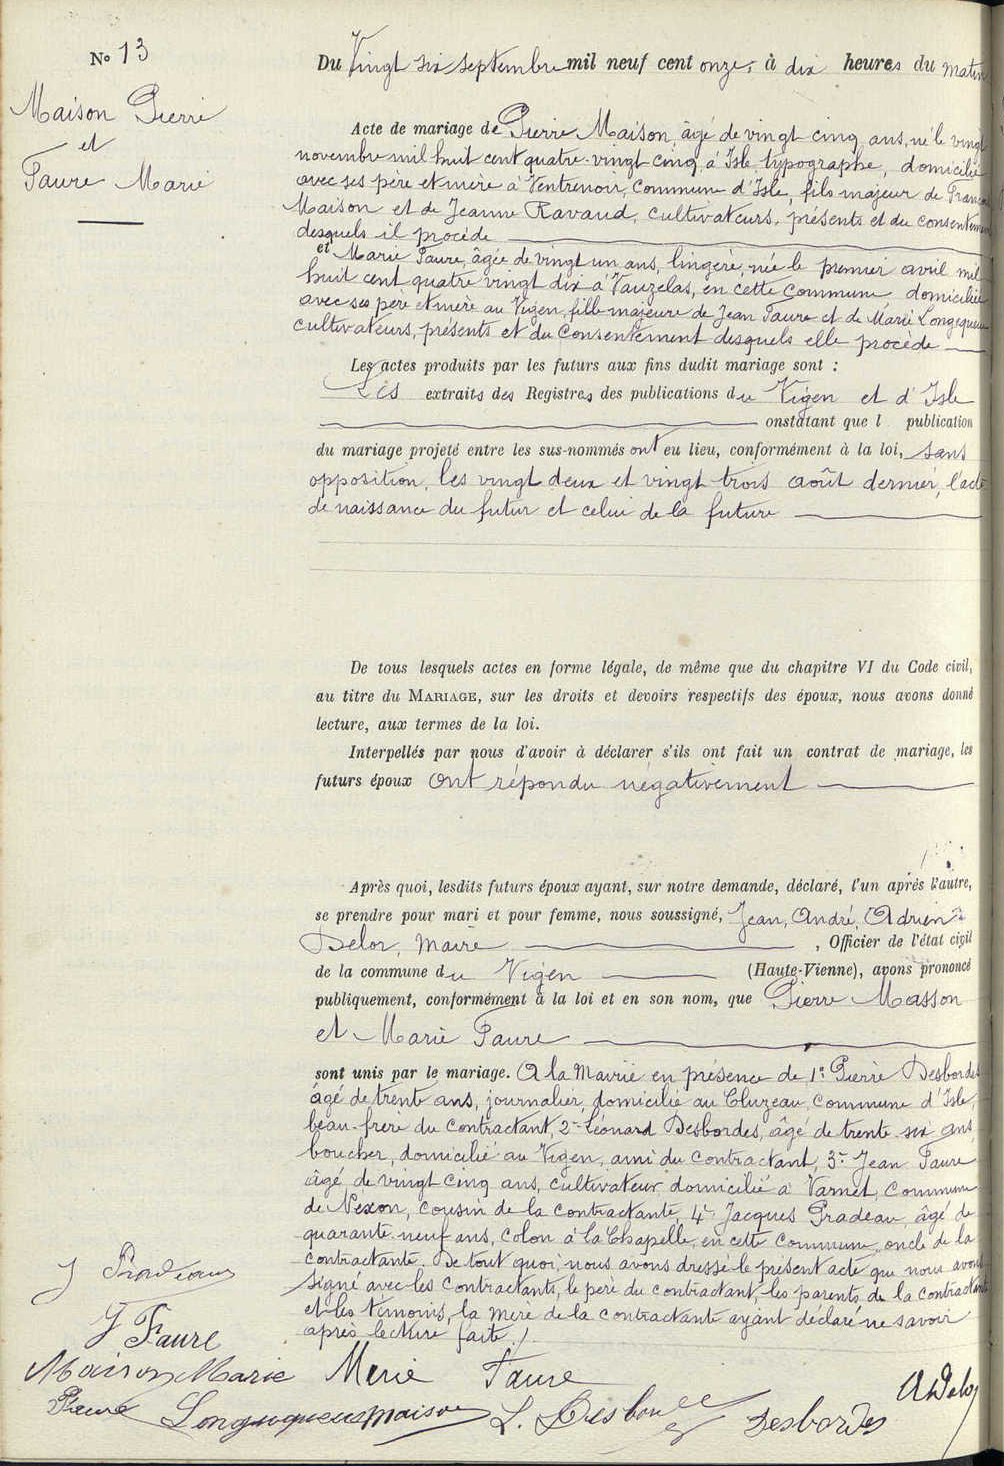 No 13
Maison Pierre
et
Faure Marie
Du Vingt six septembre mil neuf cent onze, à dix heures du matin
Acte de mariage de Pierre Maison, âgé de vingt cinq ans, né le vingt
novembre mil huit cent quatre-vingt cinq à Isle, typographe, domicilié
avec ses père et mère à Ventrenoir, Commune d'Isle, fils majeur de
Maison et de Jeanne Ravaud, cultivateurs, présents et du consentement
desquels il procède
et Marie Faure, âgée de vingt un ans, lingère, née le premier avril mil
huit cent quatre vingt dix à Vauzelas, en cette Commune domiciliée
avec ses père et mère au Vigen, fille majeure de Jean Faure et de Marie Longequeue
cultivateurs, présents et du Consentement desquels elle procède
Les actes produits par les futurs aux fins dudit mariage sont :
Les extraits des Registres des publications du Vigen et d'Isle
onstatant que l publication
du mariage projeté entre les sus-nommés ont eu lieu, conformément à la loi, sans
opposition, les vingt deux et vingt trois août dernier, l'acte
de naissance du futur et celui de la future
De tous lesquels actes en forme légale, de même que du chapitre VI du Code civil,
au titre du MARIAGE, sur les droits et devoirs respectifs des époux, nous avons donné
lecture, aux termes de la loi.
Interpellés par nous d'avoir à déclarer s'ils ont fait un contrat de mariage, les
futurs époux Ont répondu négativement
Après quoi, lesdits futurs époux ayant, sur notre demande, déclaré, l'un après l'autre,
se prendre pour mari et pour femme, nous soussigné, Jean, André, Adrien
Delor, Maire , Officier de l'état civil
de la commune du Vigen (Haute-Vienne), avons prononcé
publiquement, conformément à la loi et en son nom, que Pierre Masson
et Marie Faure
sont unis par le mariage. A la Mairie en présence de 1º Pierre Desbordes
âgé de trente ans, journalier, domicilié au Cluzeau, Commune d'Isle,
beau-frère du contractant, 2º Léonard Desbordes, âgé de trente six ans,
boucher, domicilié au Vigen, ami du contractant, 3º Jean Faure
âgé de vingt cinq ans, cultivateur domicilié à Varnet, Commune
de Nexon, cousin de la contractante, 4º Jacques Pradeau, âgé de
quarante-neuf ans, colon à la Chapelle, en cette commune oncle de la
contractante. De tout quoi, nous avons dressé le présent acte que nous avons
signé avec les contractants, le père du contractant, les parents de la contractante
et les témoins, la mère de la contractante ayant déclaré ne savoir
après lecture faite./.
J Pradeau
J Faure
Maison Marie Faure
Faure Longequeue maison L. Desbordes Desbordes A Delor